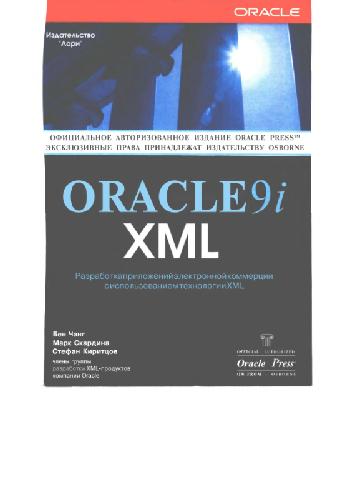 ORACLE
Издательство
"Лори"
ОФИЦИАЛЬНОЕ АВТОРИЗОВАННОЕ ИЗДАНИЕ ORACLE PRESS™
ЭКСКЛЮЗИВНЫЕ ПРАВА ПРИНАДЛЕЖАТ ИЗДАТЕЛЬСТВУ OSBORNE
ORACLE9i
XML
Разработка приложений электронной коммерции
с использованием технологии XML
Бен Чанг
Марк Скардина
Стефан Киритцов
члены группы
разработки XML-продуктов
компании Oracle
Oracle Press